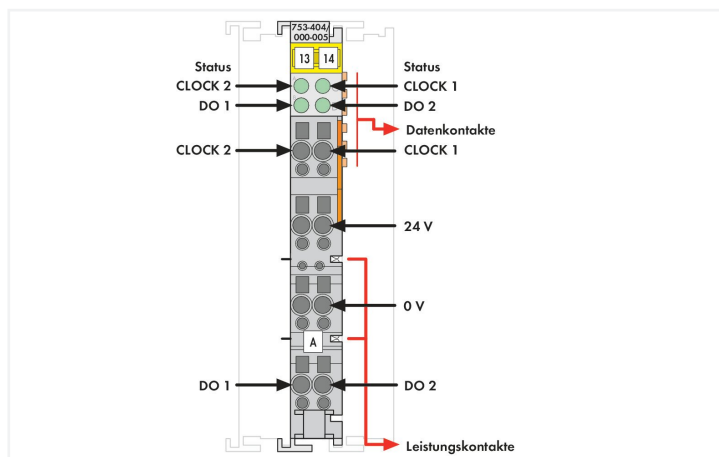 753-404/
000-005
13 14
Status
Status
CLOCK 2
CLOCK 1
DO 1
DO 2
Datenkontakte
CLOCK 2
CLOCK 1
24 V
0 V
A
DO 1
DO 2
Leistungskontakte